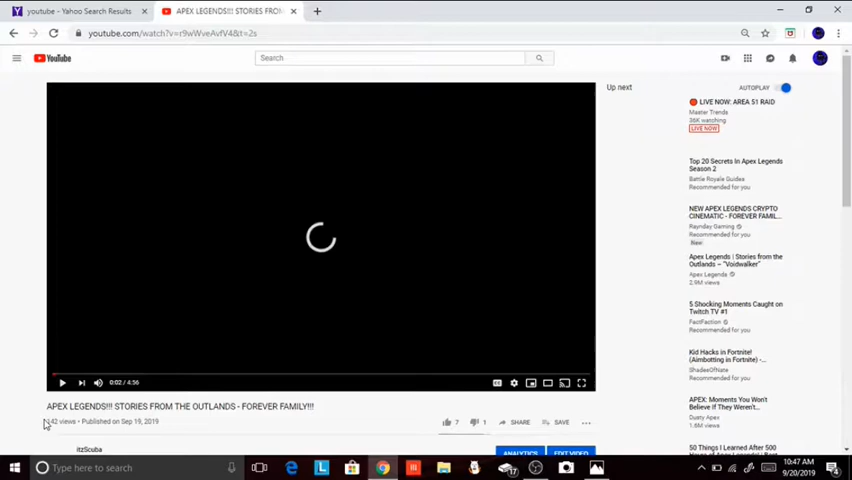 youtube - Yahoo Search Results
APEX LEGENDS!!! STORIES FROM
youtube.com/watch?v=r9wWveAvfV4&t=2s
YouTube
Search
Up next
AUTOPLAY
LIVE NOW: AREA 51 RAID
Master Trends
36K watching
LIVE NOW
Top 20 Secrets In Apex Legends
Season 2
Battle Royale Guides
Recommended for you
NEW APEX LEGENDS CRYPTO
CINEMATIC - FOREVER FAMIL...
Raynday Gaming
Recommended for you
New
Apex Legends | Stories from the
Outlands – "Voidwalker"
Apex Legends
2.9M views
5 Shocking Moments Caught on
Twitch TV #1
FactFaction
Recommended for you
Kid Hacks in Fortnite!
(Aimbotting in Fortnite) -...
ShadesOfNate
Recommended for you
APEX: Moments You Won't
Believe If They Weren't...
Dusty Apex
1.6M views
50 Things I Learned After 500
0:02 / 4:56
APEX LEGENDS!!! STORIES FROM THE OUTLANDS - FOREVER FAMILY!!!
142 views • Published on Sep 19, 2019
7
1
SHARE
SAVE
itzScuba
ANALYTICS
EDIT VIDEO
Type here to search
10:47 AM
9/20/2019